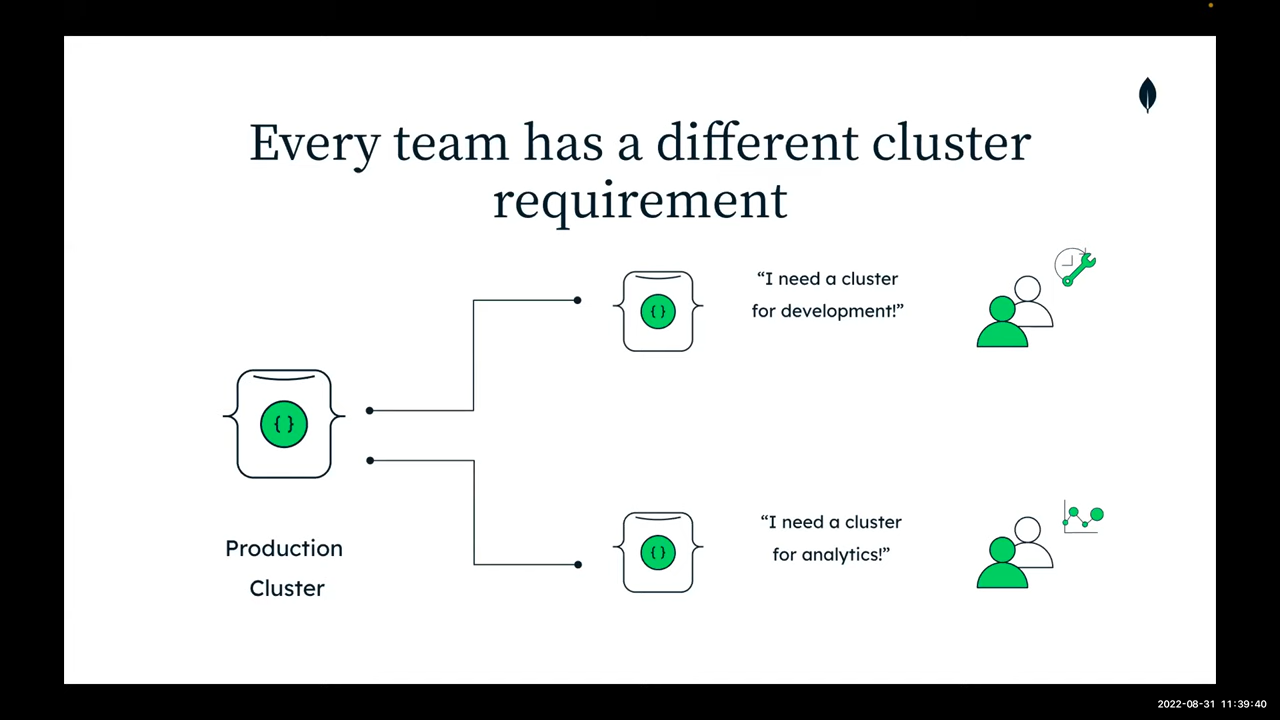 Every team has a different cluster
requirement
“I need a cluster
for development!”
{ }
{ }
Production
Cluster
“I need a cluster
for analytics!”
{ }
2022-08-31 11:39:40